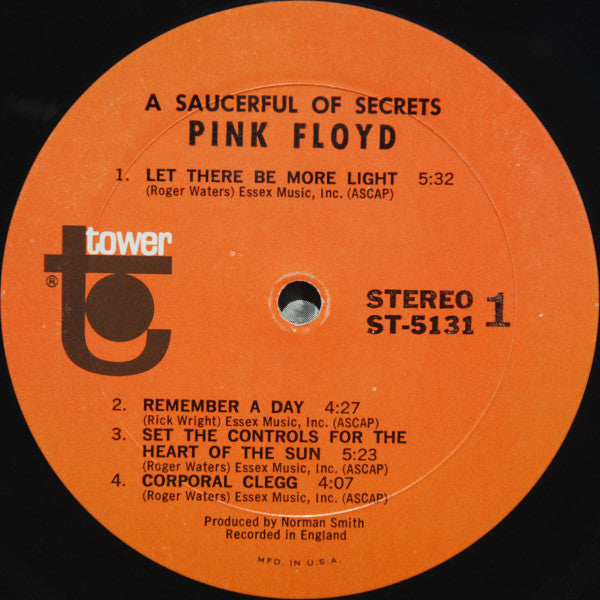 A SAUCERFUL OF SECRETS
PINK FLOYD
1. LET THERE BE MORE LIGHT 5:32
(Roger Waters) Essex Music, Inc. (ASCAP)
tower
®
STEREO 1
ST-5131
2. REMEMBER A DAY 4:27
(Rick Wright) Essex Music, Inc. (ASCAP)
3. SET THE CONTROLS FOR THE
HEART OF THE SUN 5:23
(Roger Waters) Essex Music, Inc. (ASCAP)
4. CORPORAL CLEGG 4:07
(Roger Waters) Essex Music, Inc. (ASCAP)
Produced by Norman Smith
Recorded in England
MFD. IN U.S.A.